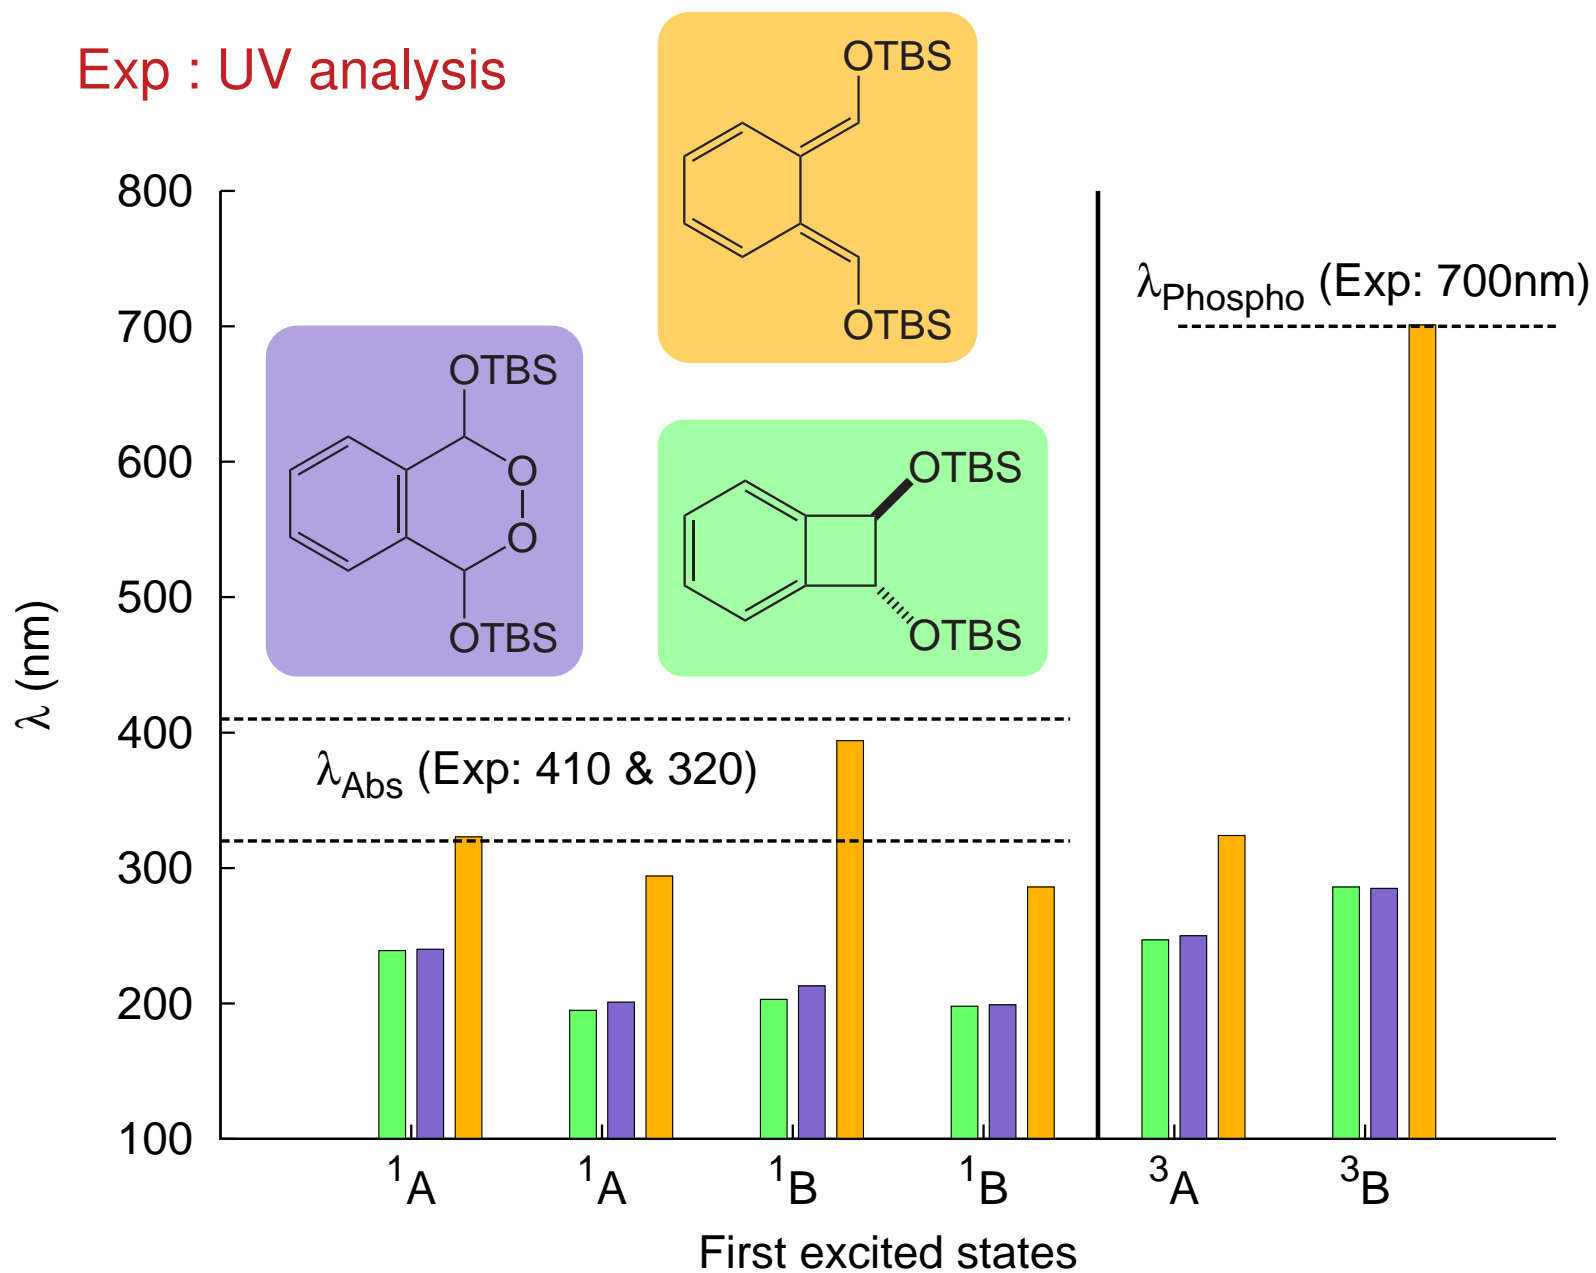 Exp : UV analysis
OTBS
OTBS
OTBS
O
O
OTBS
OTBS
OTBS
λPhospho (Exp: 700nm)
λAbs (Exp: 410 & 320)
λ (nm)
800
700
600
500
400
300
200
100
1A
1A
1B
1B
3A
3B
First excited states